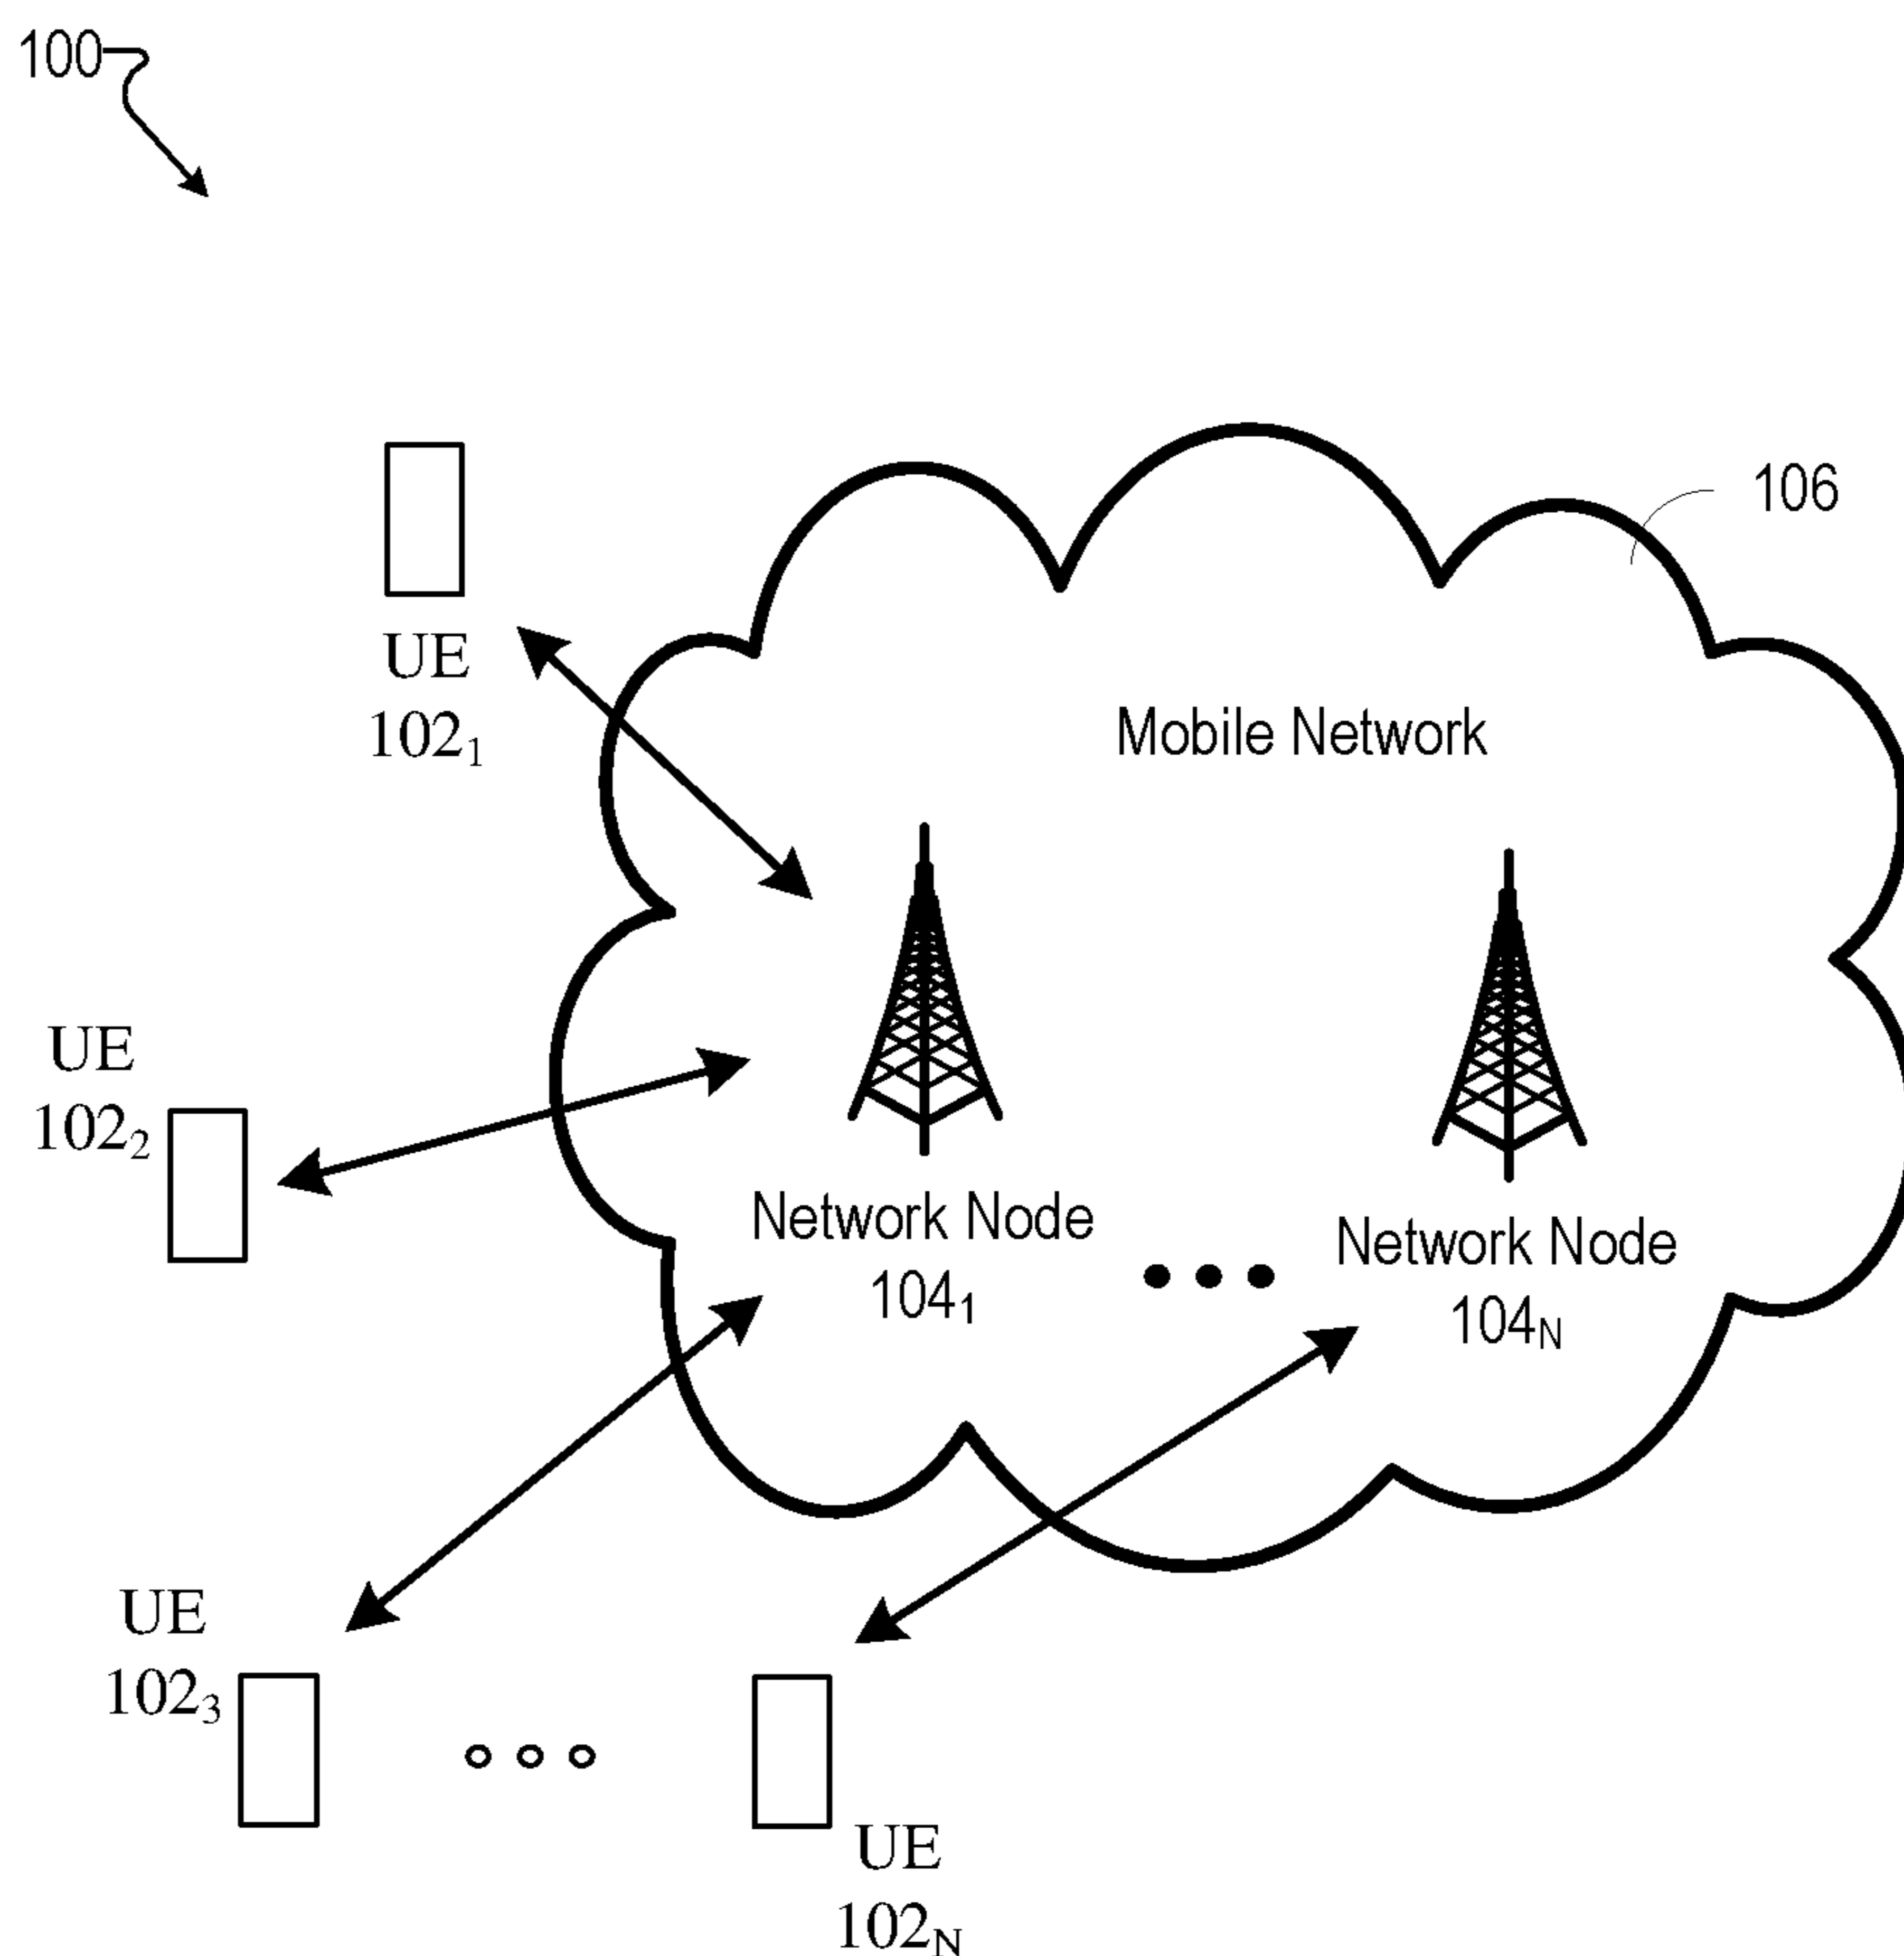 100
106
UE
102₁
Mobile Network
UE
102₂
Network Node
104₁
Network Node
104N
UE
102₃
UE
102N